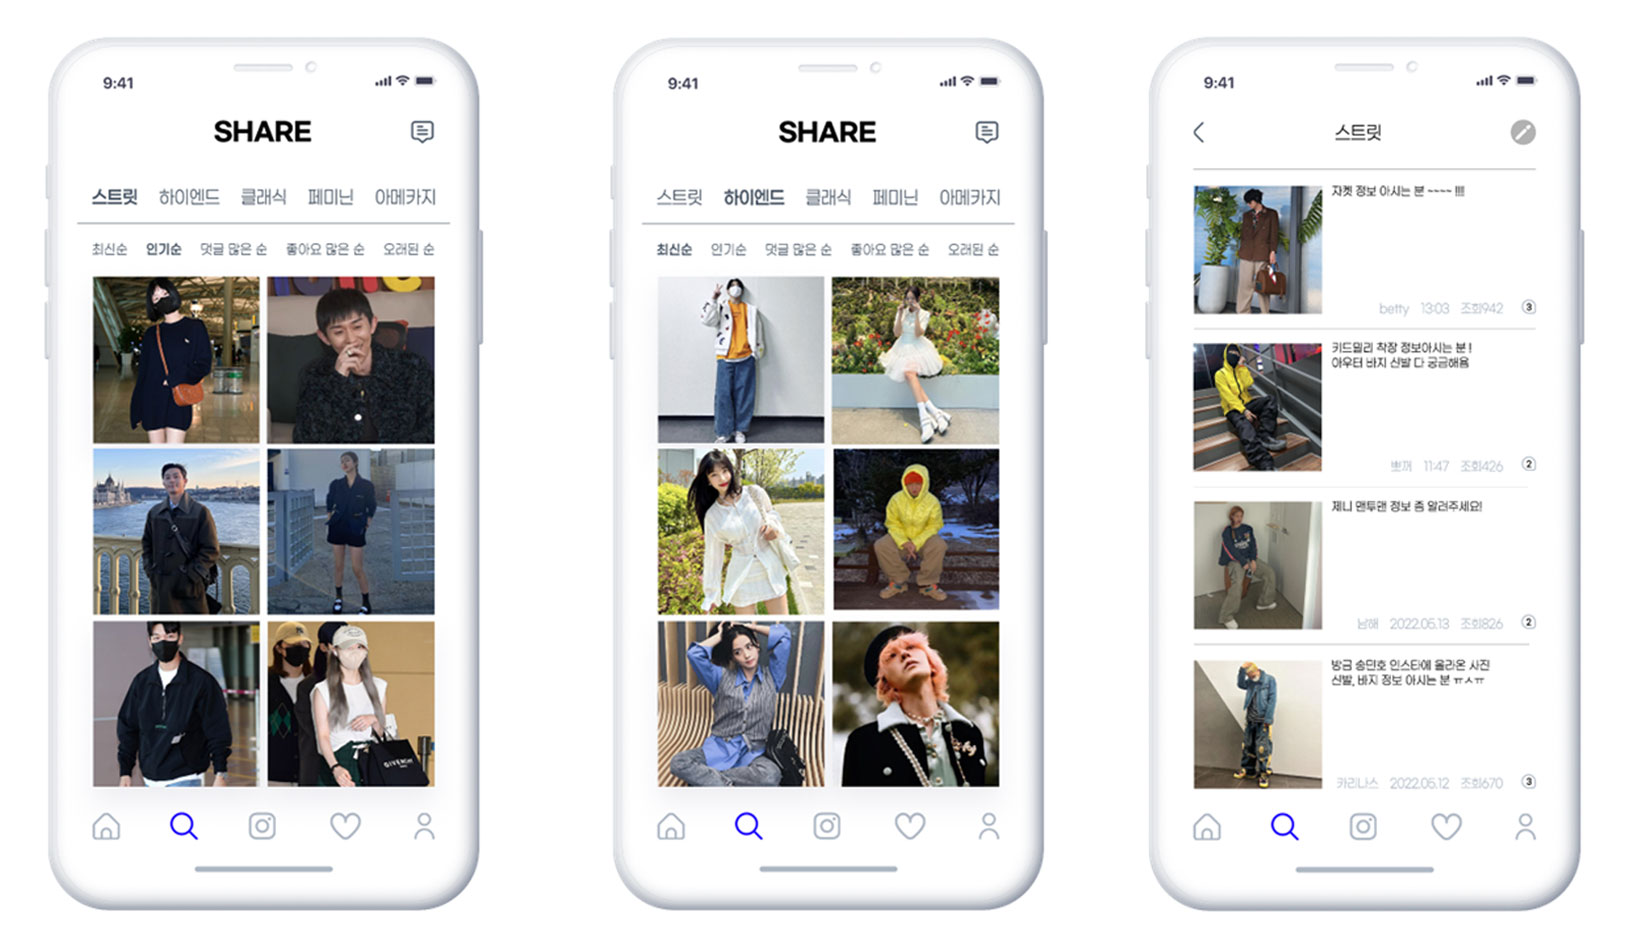 9:41
SHARE
스트릿 하이엔드 클래식 페미닌 아메카지
최신순 인기순 댓글 많은 순 좋아요 많은 순 오래된 순
GIVENCHY
9:41
SHARE
스트릿 하이엔드 클래식 페미닌 아메카지
최신순 인기순 댓글 많은 순 좋아요 많은 순 오래된 순
9:41
스트릿
자켓 정보 아시는 분 ~~~~ !!!!
betty 13:03 조회942 3
키드밀리 착장 정보아시는 분 !
아우터 바지 신발 다 궁금해욤
뽀끼 11:47 조회426 2
제니 맨투맨 정보 좀 알려주세요!
남해 2022.05.13 조회826 2
방금 송민호 인스타에 올라온 사진
신발, 바지 정보 아시는 분 ㅠㅅㅠ
카리나스 2022.05.12 조회670 3